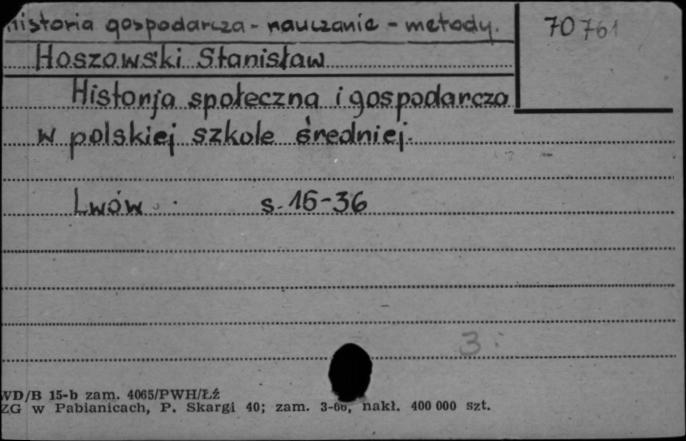 historia gospodarcza - nauczanie - metody.
70761
Hoszowski Stanisław
Historja społeczna i gospodarcza
w polskiej szkole średniej.
Lwów. s. 16-36
3.
WD/B 15-b zam. 4065/PWH/Łź
ZG w Pabianicach, P. Skargi 40; zam. 3-66, nakł. 400 000 szt.